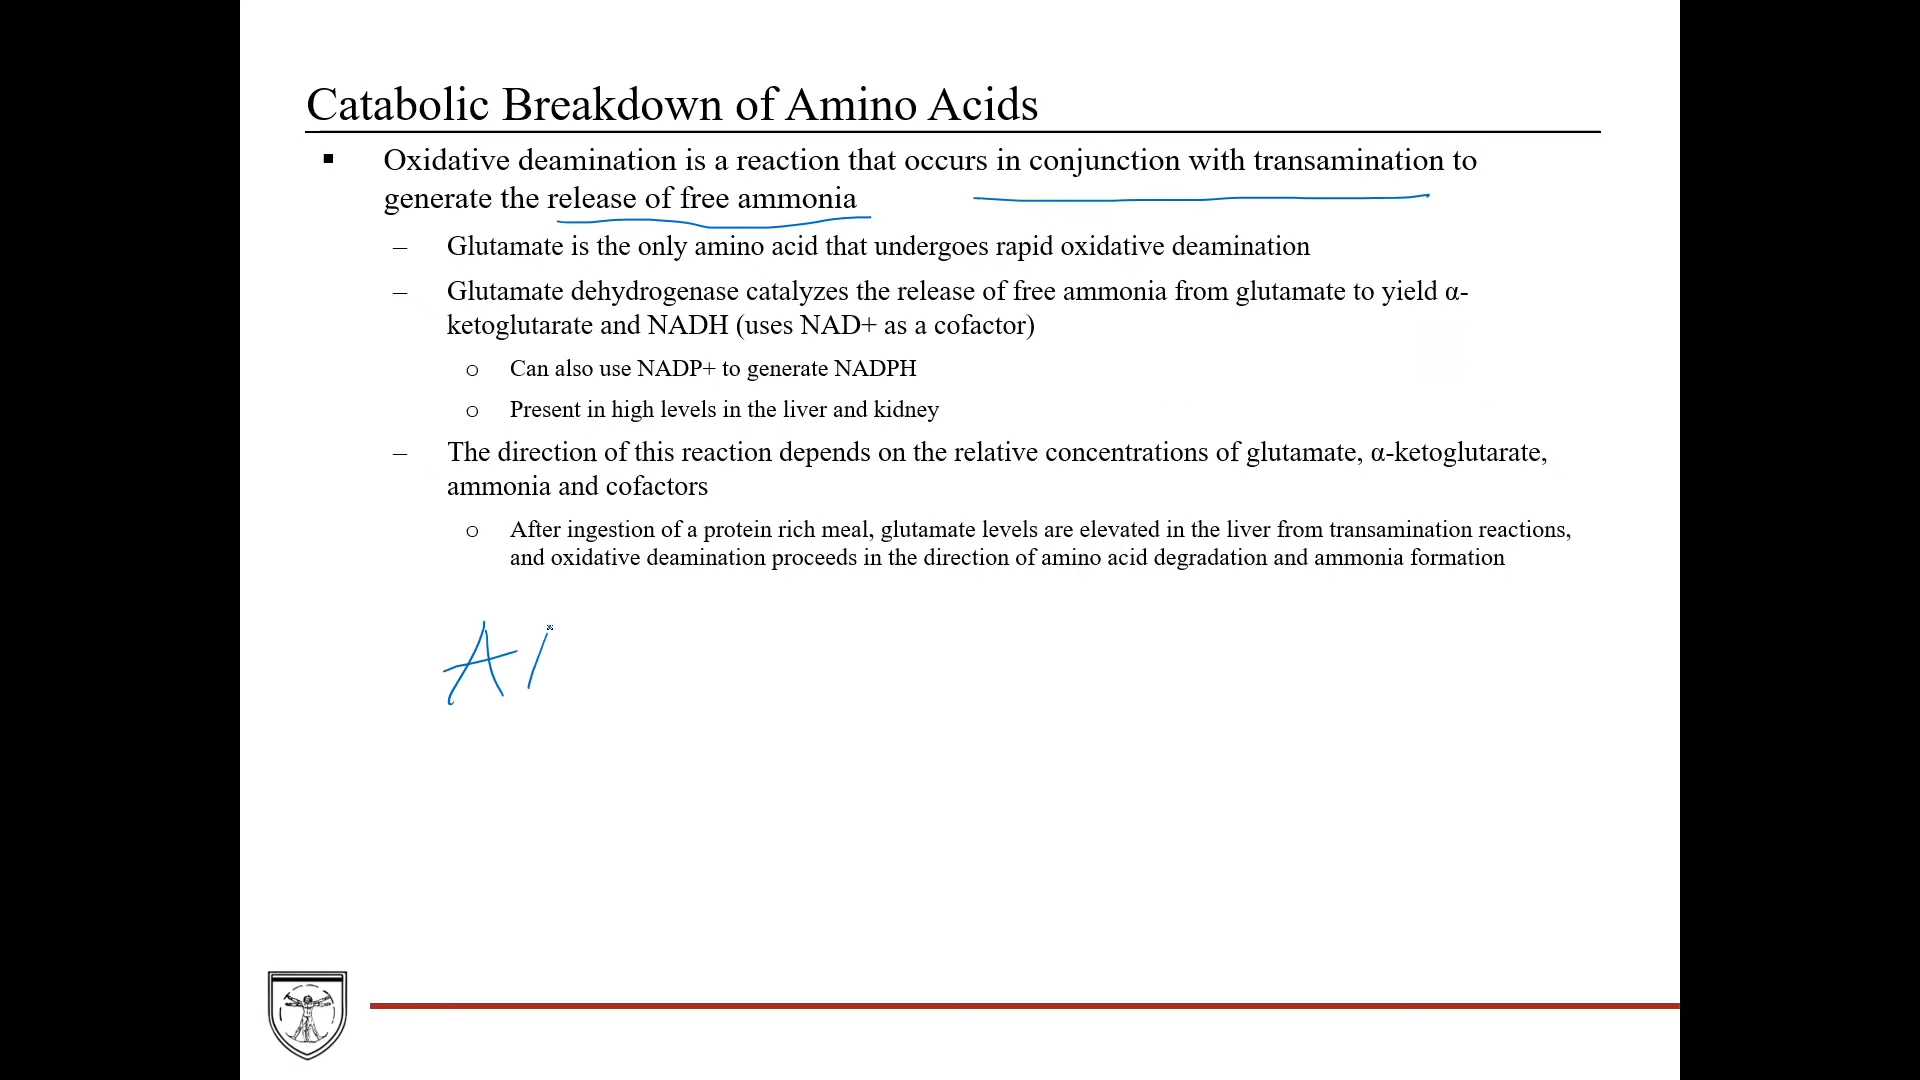 Catabolic Breakdown of Amino Acids
▪ Oxidative deamination is a reaction that occurs in conjunction with transamination to
generate the release of free ammonia
– Glutamate is the only amino acid that undergoes rapid oxidative deamination
– Glutamate dehydrogenase catalyzes the release of free ammonia from glutamate to yield α-
ketoglutarate and NADH (uses NAD+ as a cofactor)
o Can also use NADP+ to generate NADPH
o Present in high levels in the liver and kidney
– The direction of this reaction depends on the relative concentrations of glutamate, α-ketoglutarate,
ammonia and cofactors
o After ingestion of a protein rich meal, glutamate levels are elevated in the liver from transamination reactions,
and oxidative deamination proceeds in the direction of amino acid degradation and ammonia formation
A